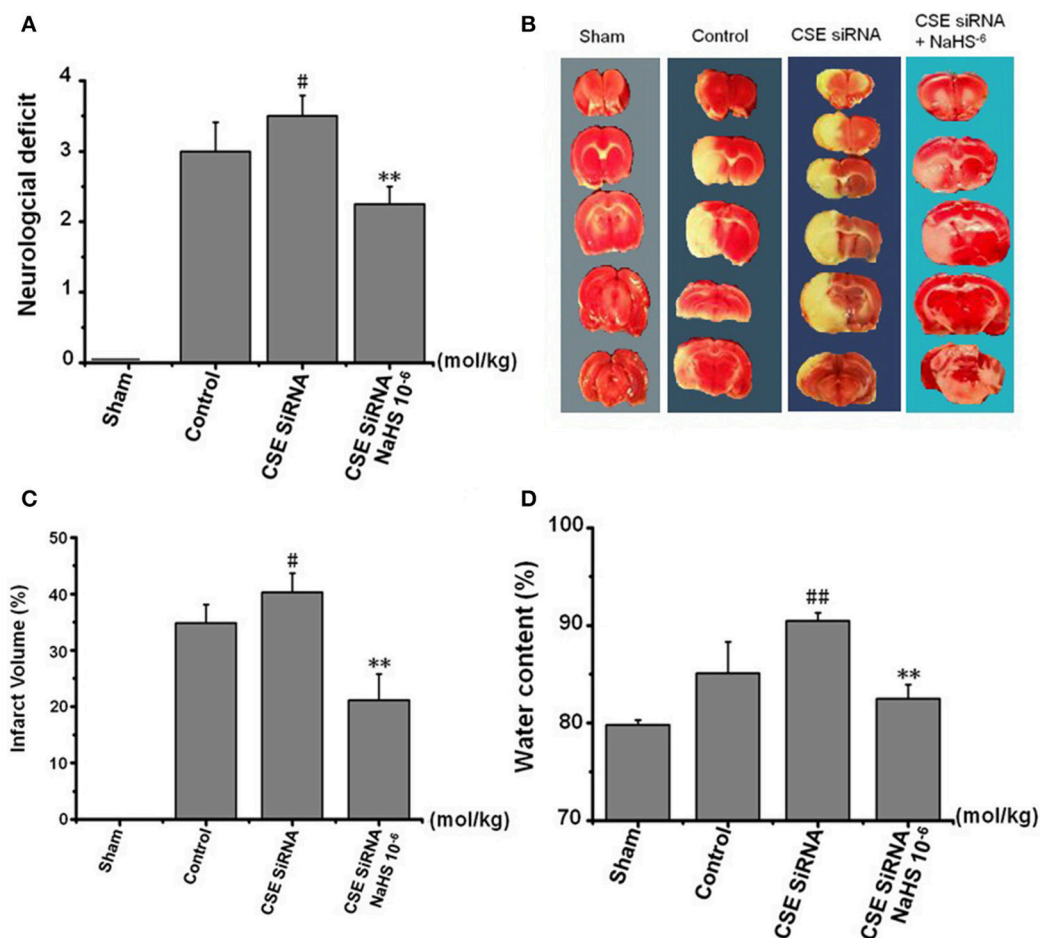 A
Neurologcial deficit
4
3
2
1
0
#
**
(mol/kg)
Sham
Control
CSE SiRNA
CSE SiRNA
NaHS 10-6
B
Sham
Control
CSE siRNA
CSE siRNA
+ NaHS-6
C
Infarct Volume (%)
50
40
30
20
10
0
#
**
(mol/kg)
Sham
Control
CSE SiRNA
CSE SiRNA
NaHS 10-6
D
Water content (%)
100
90
80
70
##
**
(mol/kg)
Sham
Control
CSE SiRNA
CSE SiRNA
NaHS 10-6